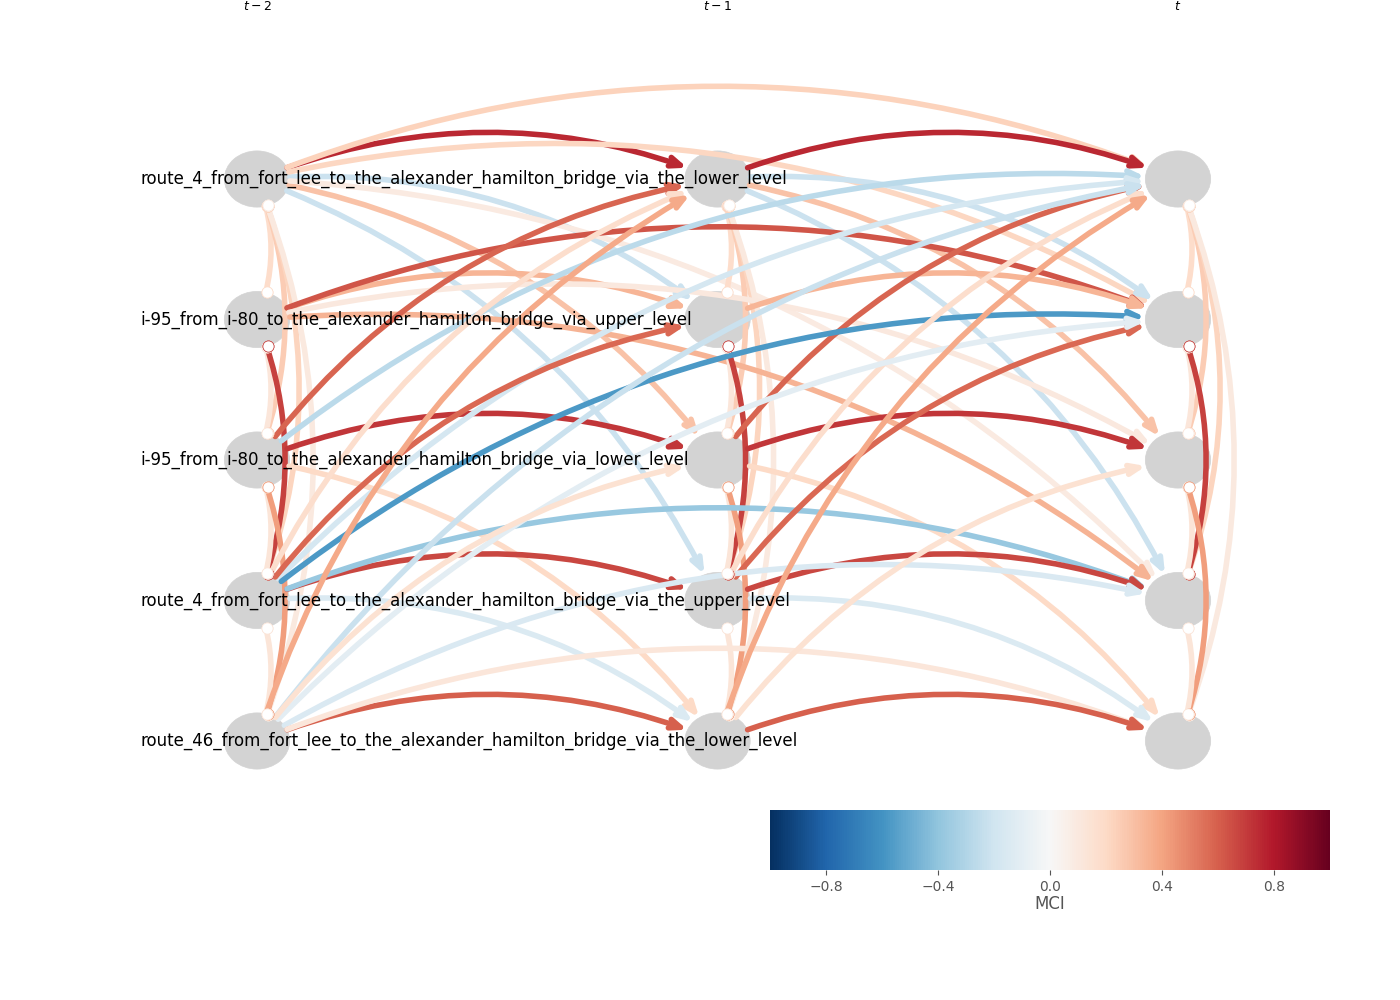 t − 2
t − 1
t
route_4_from_fort_lee_to_the_alexander_hamilton_bridge_via_the_lower_level
i-95_from_i-80_to_the_alexander_hamilton_bridge_via_upper_level
i-95_from_i-80_to_the_alexander_hamilton_bridge_via_lower_level
route_4_from_fort_lee_to_the_alexander_hamilton_bridge_via_the_upper_level
route_46_from_fort_lee_to_the_alexander_hamilton_bridge_via_the_lower_level
−0.8 −0.4 0.0 0.4 0.8
MCI